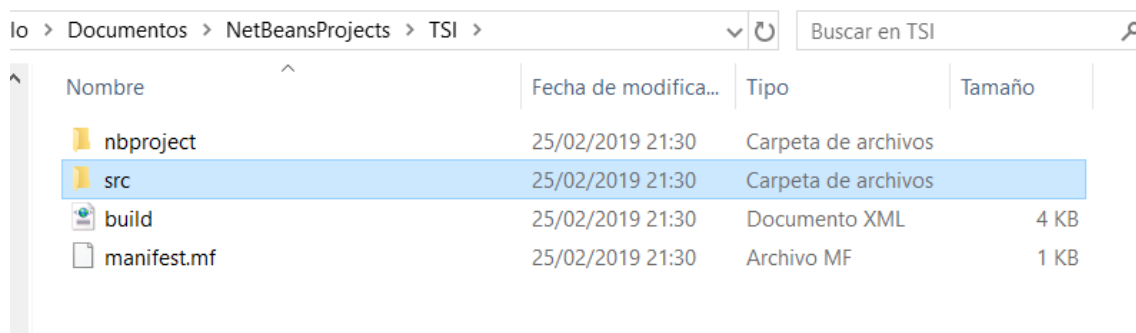 lo > Documentos > NetBeansProjects > TSI > Buscar en TSI
Nombre Fecha de modifica... Tipo Tamaño
nbproject 25/02/2019 21:30 Carpeta de archivos
src 25/02/2019 21:30 Carpeta de archivos
build 25/02/2019 21:30 Documento XML 4 KB
manifest.mf 25/02/2019 21:30 Archivo MF 1 KB